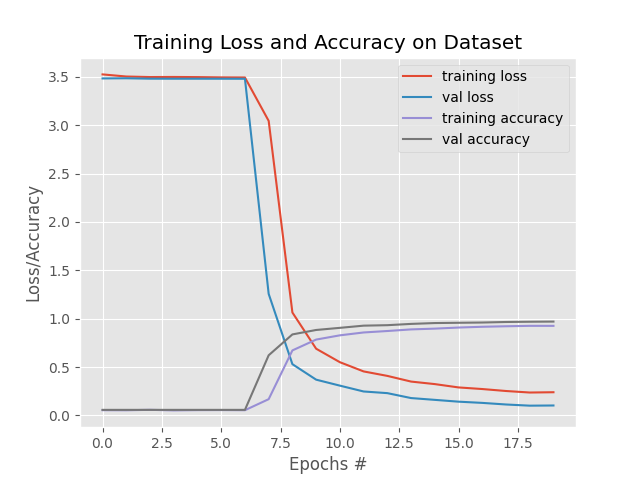 Training Loss and Accuracy on Dataset
training loss
val loss
training accuracy
val accuracy
Loss/Accuracy
3.5
3.0
2.5
2.0
1.5
1.0
0.5
0.0
0.0 2.5 5.0 7.5 10.0 12.5 15.0 17.5
Epochs #